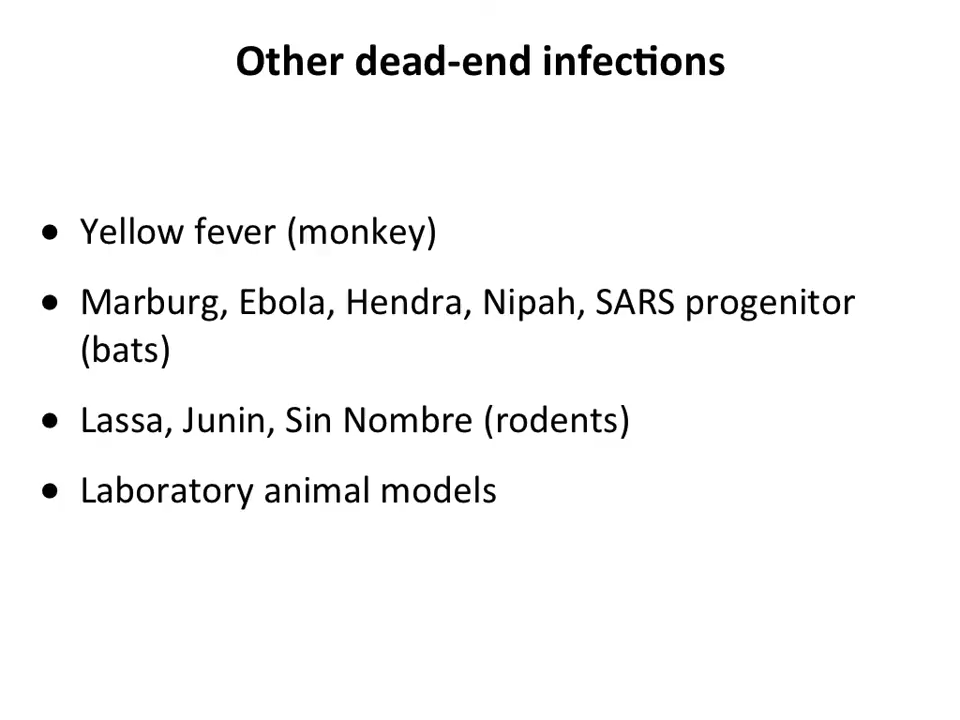 Other dead-end infections
● Yellow fever (monkey)
● Marburg, Ebola, Hendra, Nipah, SARS progenitor
(bats)
● Lassa, Junin, Sin Nombre (rodents)
● Laboratory animal models